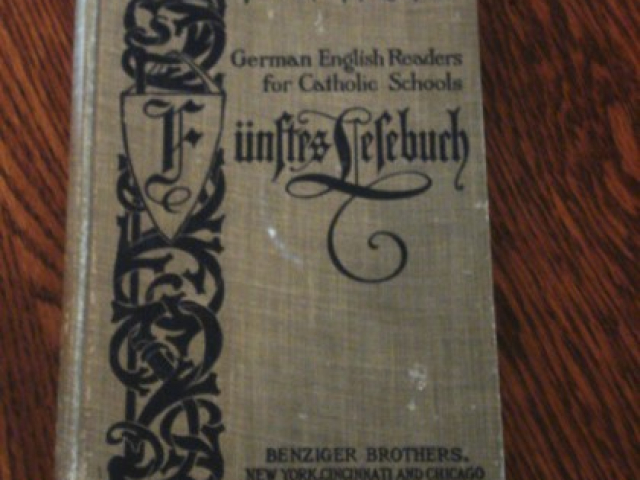 German English Readers
for Catholic Schools
Fünftes Lesebuch
BENZIGER BROTHERS.
NEW YORK, CINCINNATI AND CHICAGO